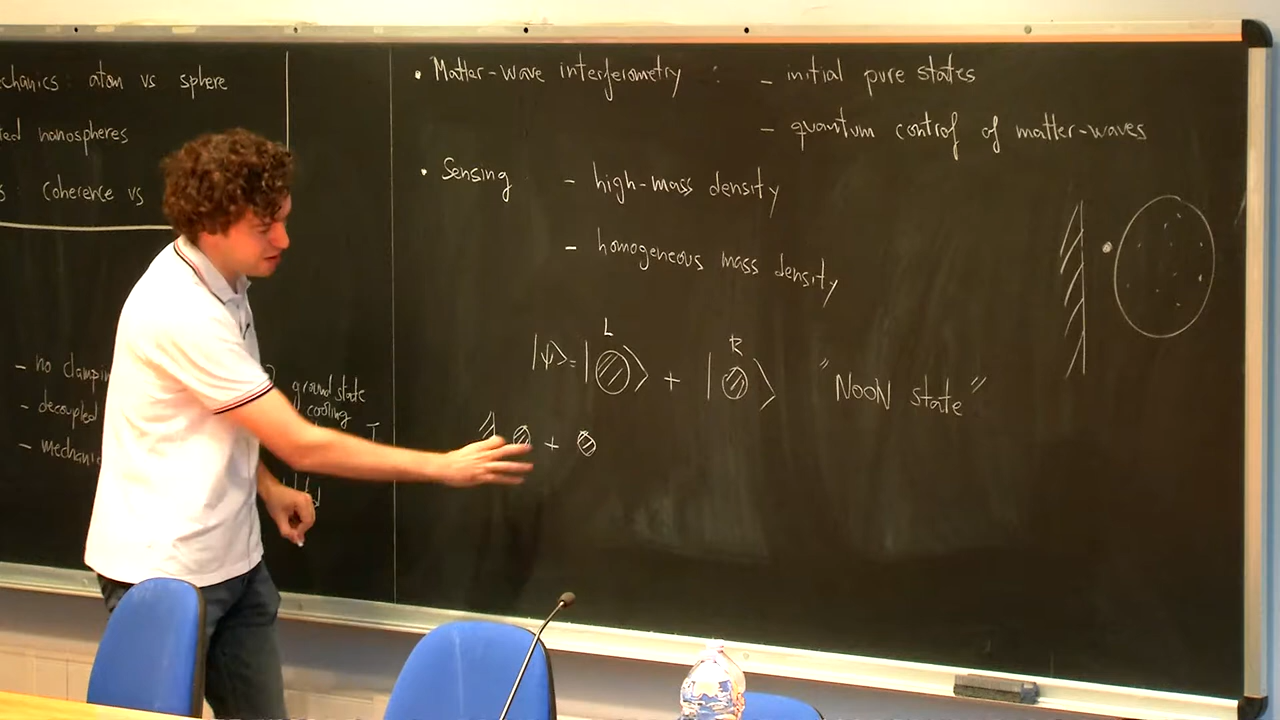 chanics: atom vs sphere
ed nanospheres
s: Coherence vs
- no clampin
- decoupled
- mechanic
ground state
cooling
• Matter-wave interferometry : - initial pure states
- quantum control of matter-waves
• Sensing - high-mass density
- homogeneous mass density
L R
|ψ> = | > + | > "NOON state"
+